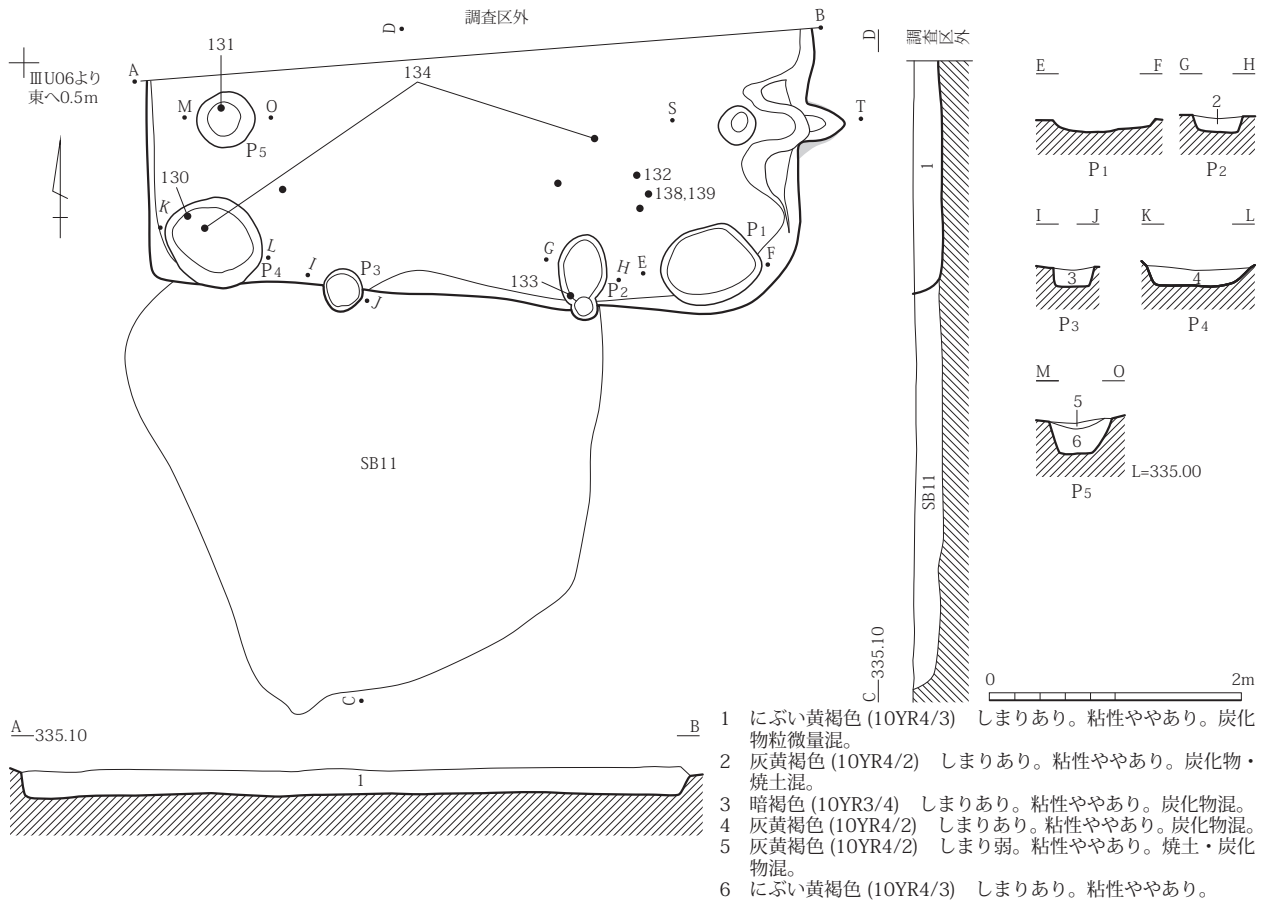 調査区外
D
B
D
調査区外
131
A
134
ⅢU06より
東へ0.5m
M
O
P5
S
T
132
138,139
130
K
L
P4
I
P3
J
G
H
E
P1
F
133
P2
SB11
C
1
SB11
C
335.10
E
F
G
H
2
P1
P2
I
J
K
L
3
4
P3
P4
M
O
5
6
L=335.00
P5
0
2m
A
335.10
B
1
1 にぶい黄褐色 (10YR4/3) しまりあり。粘性ややあり。炭化
物粒微量混。
2 灰黄褐色 (10YR4/2) しまりあり。粘性ややあり。炭化物・
焼土混。
3 暗褐色 (10YR3/4) しまりあり。粘性ややあり。炭化物混。
4 灰黄褐色 (10YR4/2) しまりあり。粘性ややあり。炭化物混。
5 灰黄褐色 (10YR4/2) しまり弱。粘性ややあり。焼土・炭化
物混。
6 にぶい黄褐色 (10YR4/3) しまりあり。粘性ややあり。